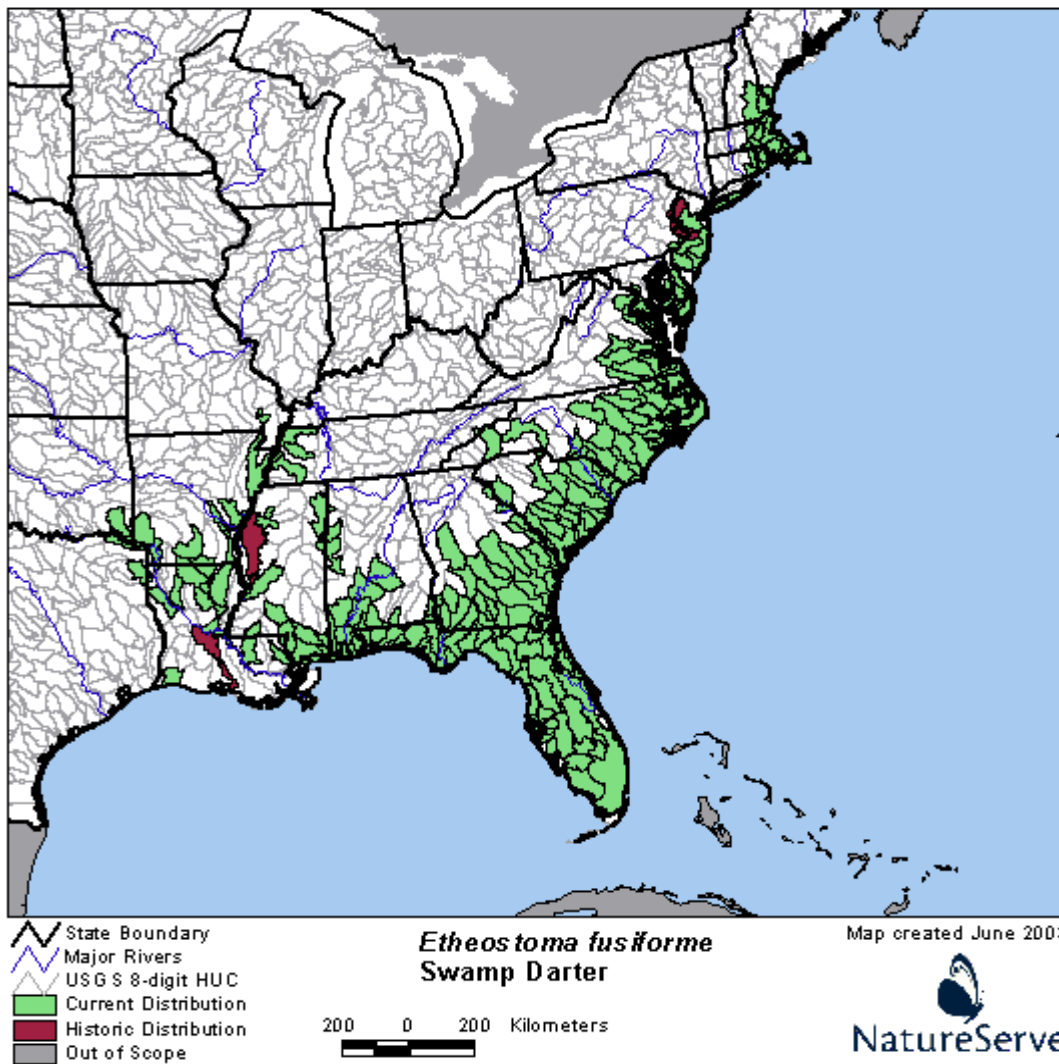 State Boundary
Major Rivers
USGS 8-digit HUC
Current Distribution
Historic Distribution
Out of Scope
Etheostoma fusiforme
Swamp Darter
200 0 200 Kilometers
Map created June 2003
NatureServe